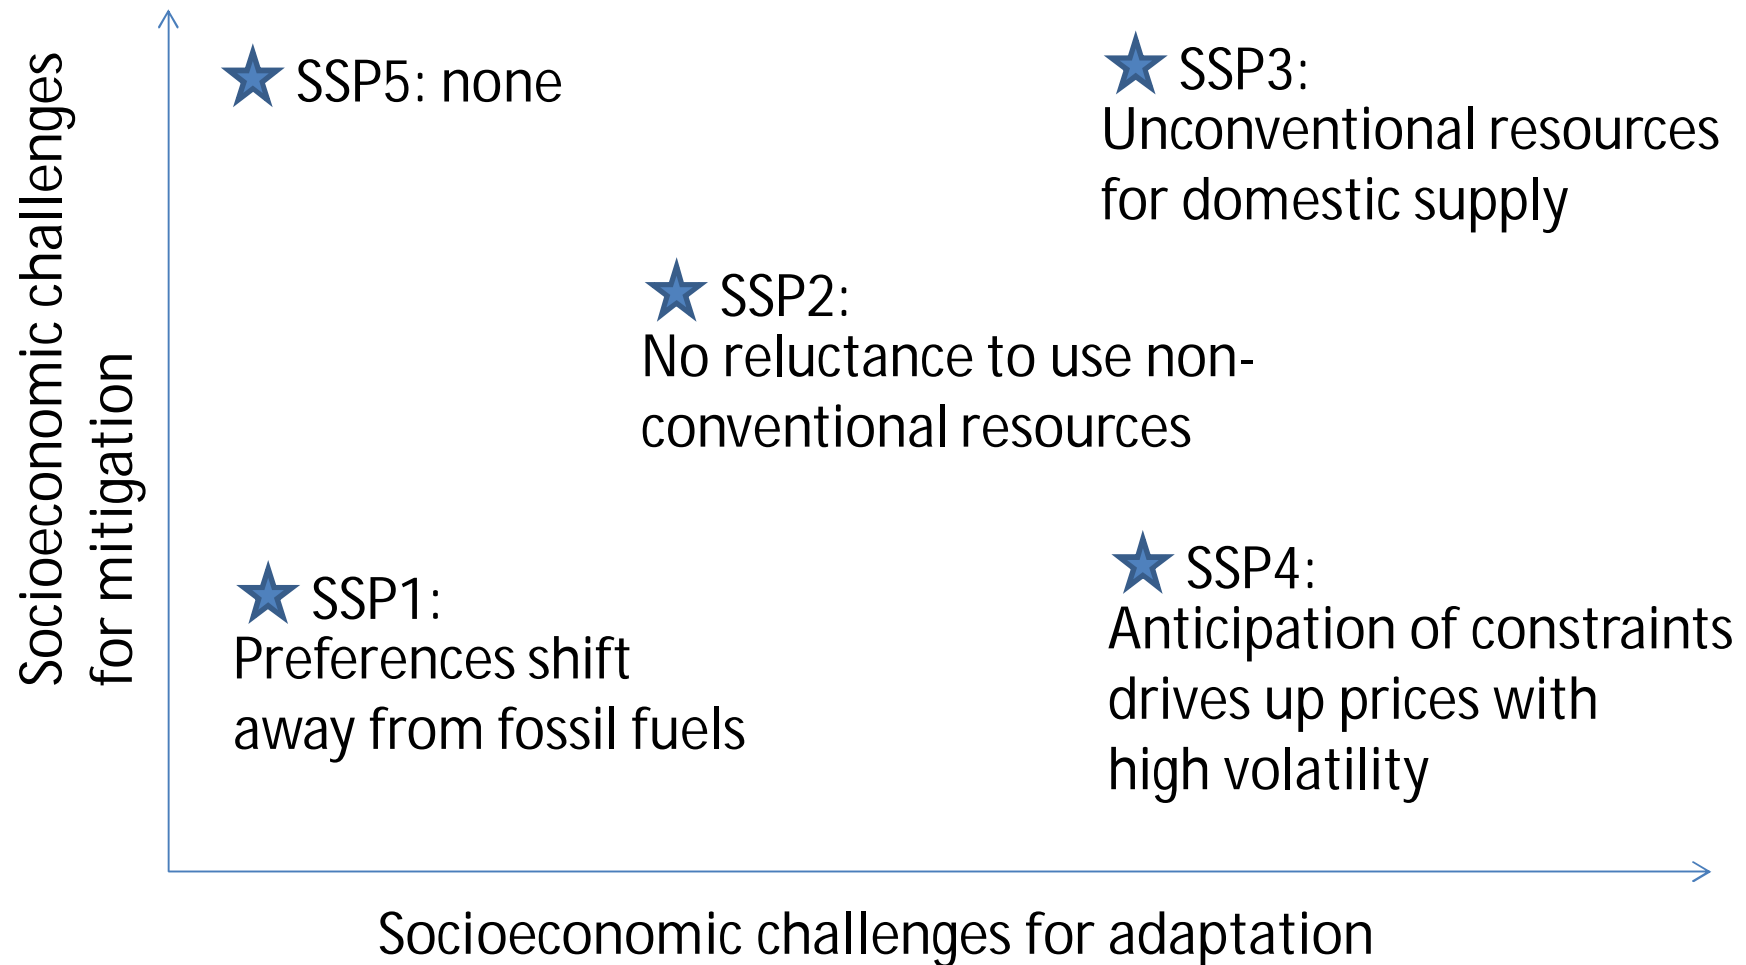 Socioeconomic challenges
for mitigation
SSP5: none
SSP3:
Unconventional resources
for domestic supply
SSP2:
No reluctance to use non-
conventional resources
SSP1:
Preferences shift
away from fossil fuels
SSP4:
Anticipation of constraints
drives up prices with
high volatility
Socioeconomic challenges for adaptation